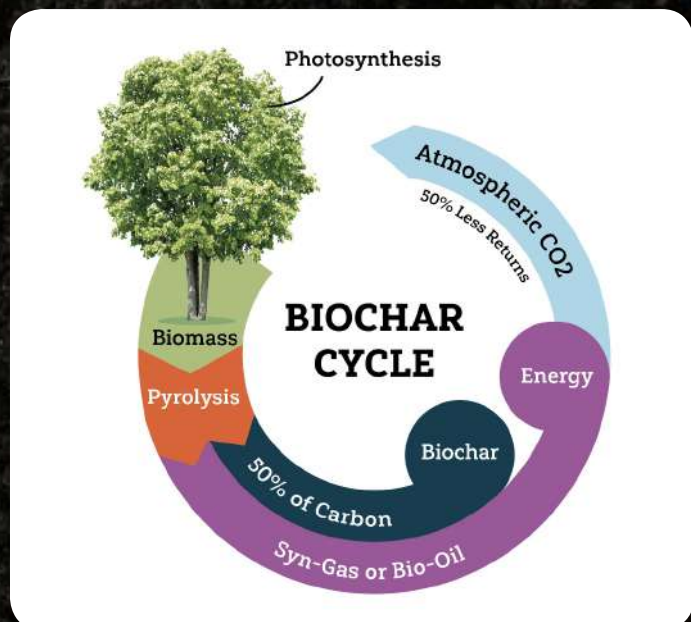 Photosynthesis
Atmospheric CO2
50% Less Returns
BIOCHAR
CYCLE
Biomass
Energy
Pyrolysis
Biochar
50% of Carbon
Syn-Gas or Bio-Oil